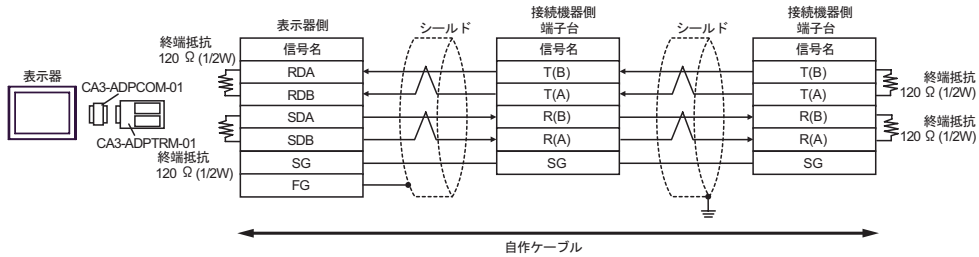 表示器
CA3-ADPCOM-01
CA3-ADPTRM-01
終端抵抗
120 Ω (1/2W)
終端抵抗
120 Ω (1/2W)
表示器側
信号名
RDA
RDB
SDA
SDB
SG
FG
シールド
接続機器側
端子台
信号名
T(B)
T(A)
R(B)
R(A)
SG
シールド
接続機器側
端子台
信号名
T(B)
T(A)
R(B)
R(A)
SG
終端抵抗
120 Ω (1/2W)
終端抵抗
120 Ω (1/2W)
自作ケーブル